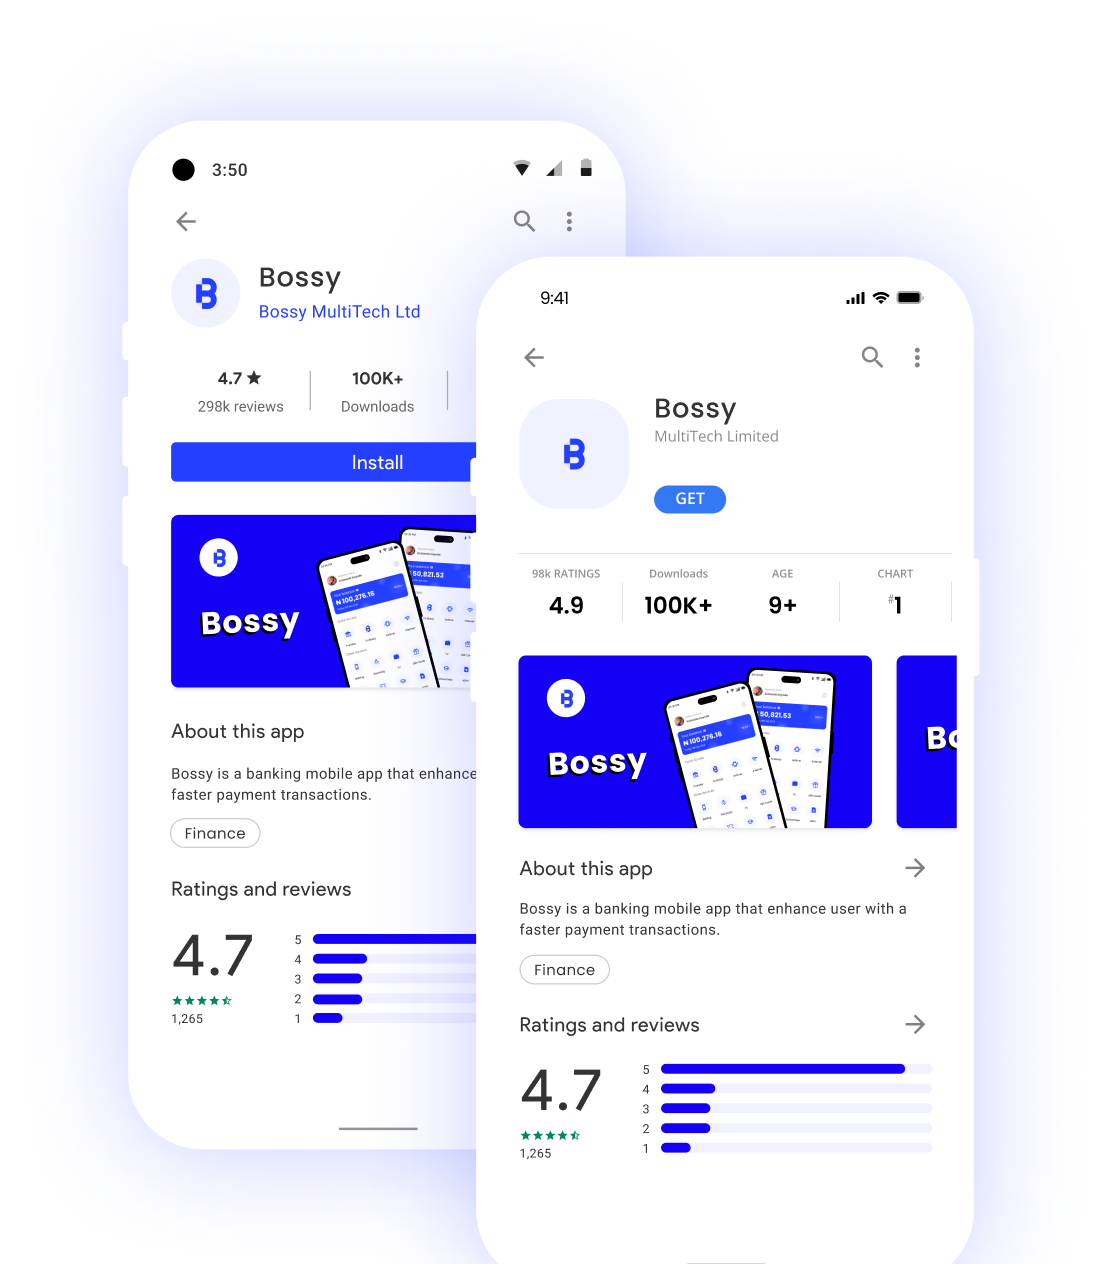 3:50
Bossy
Bossy MultiTech Ltd
4.7
298k reviews
100K+
Downloads
Install
Bossy
₦100,276.16
50,821.53
About this app
Bossy is a banking mobile app that enhance
faster payment transactions.
Finance
Ratings and reviews
4.7
1,265
5
4
3
2
1
9:41
Bossy
MultiTech Limited
GET
98k RATINGS
4.9
Downloads
100K+
AGE
9+
CHART
#1
Bossy
₦100,276.16
50,821.53
Bo
About this app
Bossy is a banking mobile app that enhance user with a
faster payment transactions.
Finance
Ratings and reviews
4.7
1,265
5
4
3
2
1